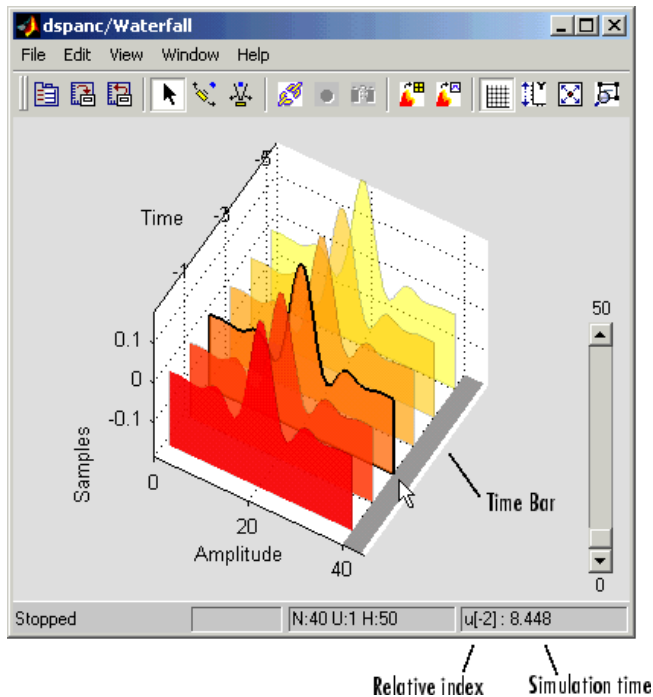 dspanc/Waterfall
File Edit View Window Help
-5
Time -3
-1
50
0.1
0
-0.1
Samples
0
20
Amplitude
40
Time Bar
0
Stopped N:40 U:1 H:50 u[-2] : 8.448
Relative index Simulation time